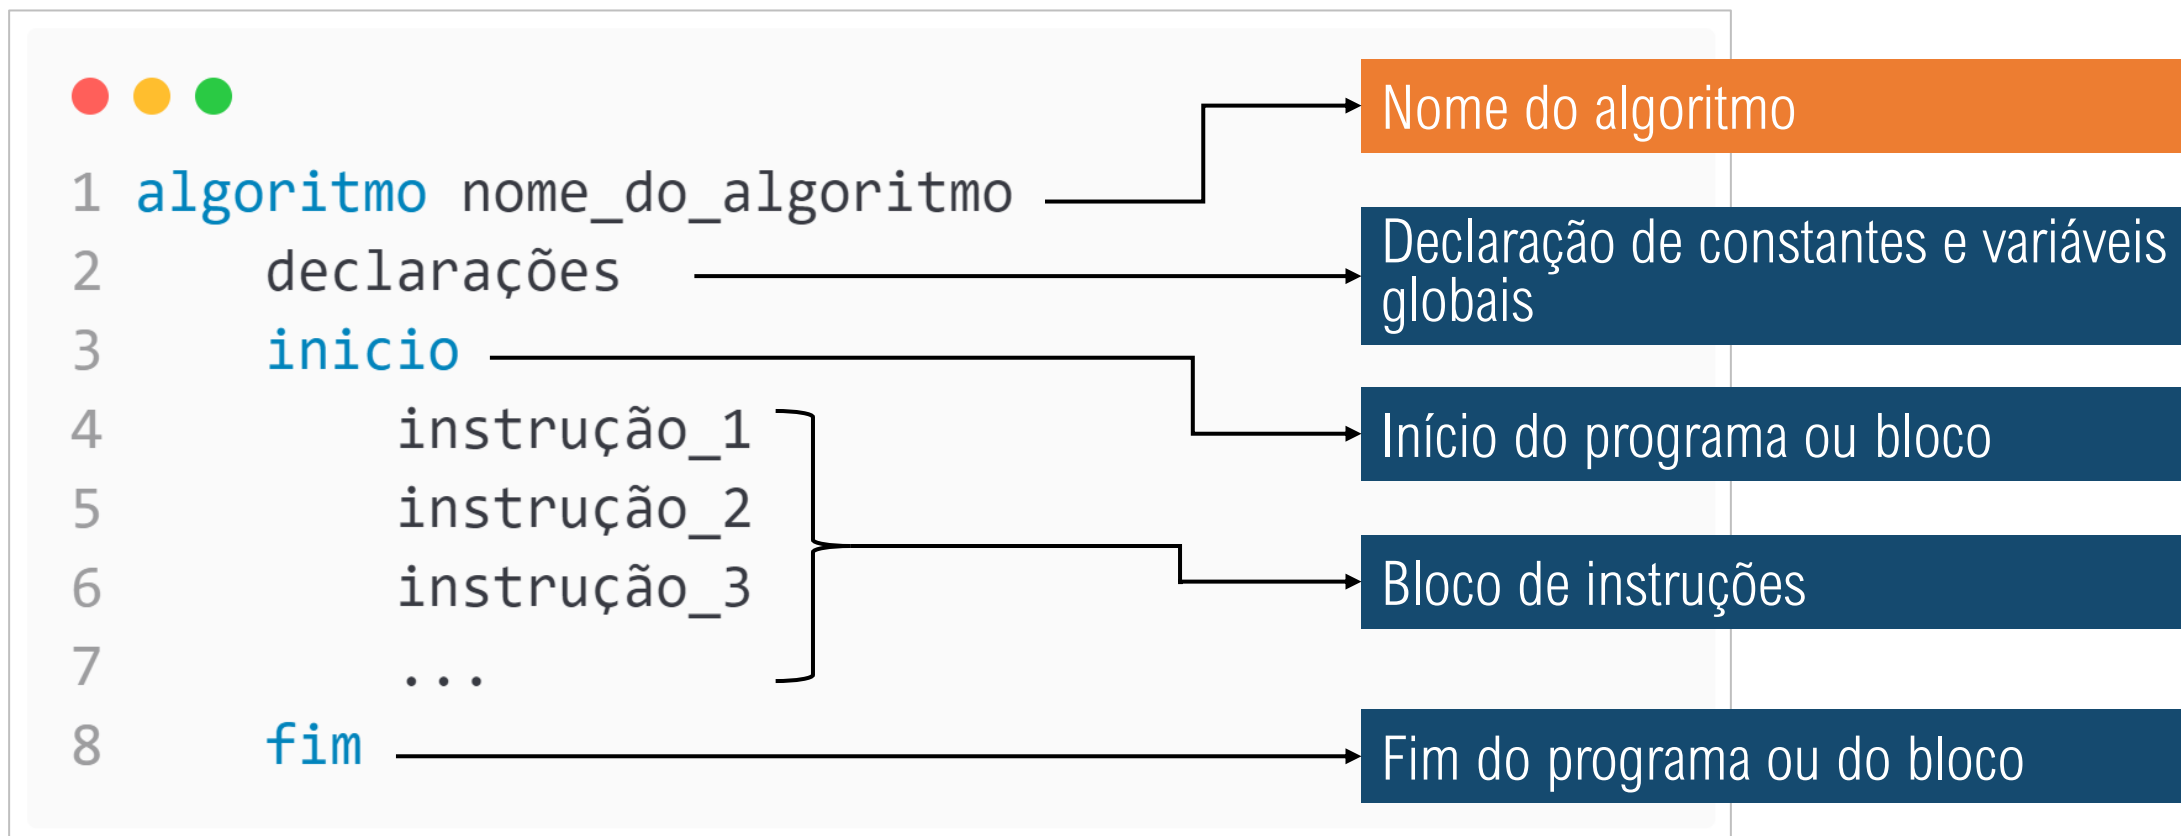 1 algoritmo nome_do_algoritmo
2 declarações
3 inicio
4 instrução_1
5 instrução_2
6 instrução_3
7 ...
8 fim
Nome do algoritmo
Declaração de constantes e variáveis
globais
Início do programa ou bloco
Bloco de instruções
Fim do programa ou do bloco